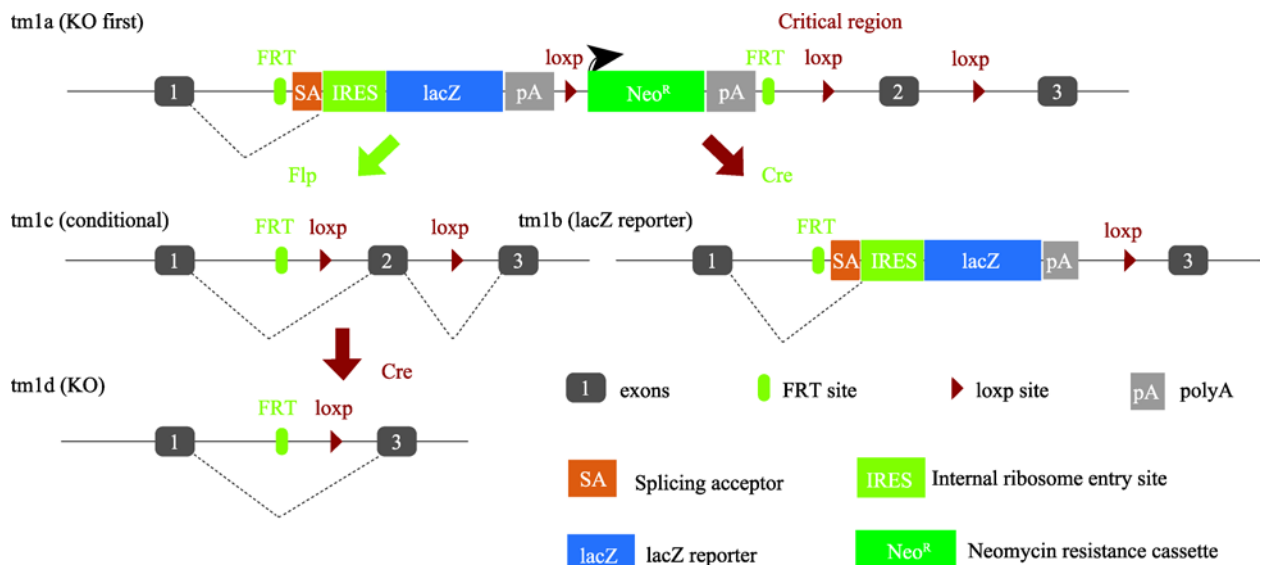 tm1a (KO first)
Critical region
FRT
loxp
FRT
loxp
loxp
1
SA
IRES
lacZ
pA
Neoᴿ
pA
2
3
Flp
Cre
tm1c (conditional)
FRT
loxp
loxp
1
2
3
tm1b (lacZ reporter)
FRT
loxp
1
SA
IRES
lacZ
pA
3
Cre
tm1d (KO)
FRT
loxp
1
3
1 exons
FRT site
loxp site
pA polyA
SA Splicing acceptor
IRES Internal ribosome entry site
lacZ lacZ reporter
Neoᴿ Neomycin resistance cassette